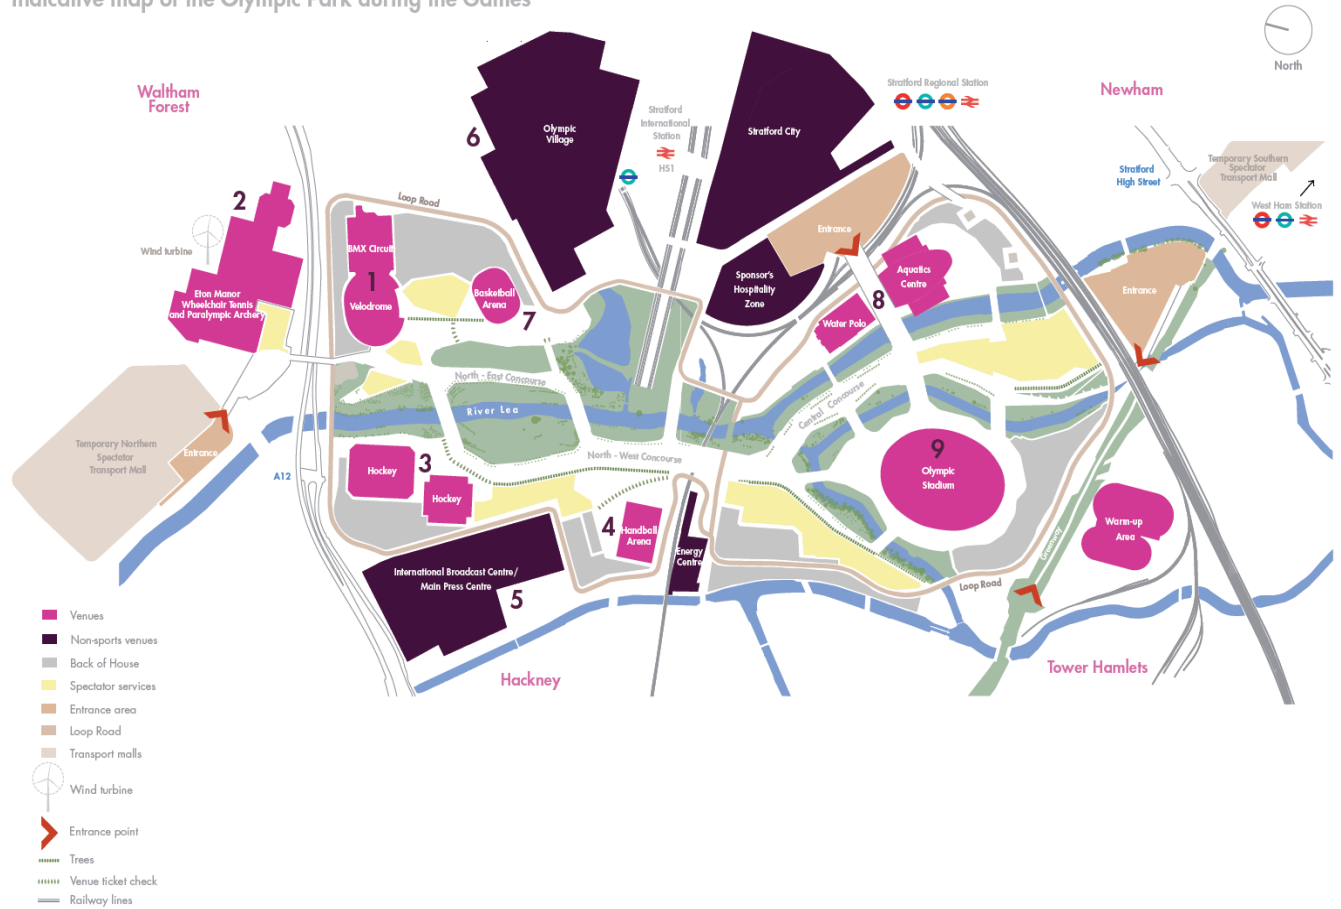 Indicative map of the Olympic Park during the Games
North
Waltham
Forest
Newham
Stratford Regional Station
Stratford
International
Station
HS1
6
Olympic
Village
Stratford City
Stratford
High Street
Temporary Southern
Spectator
Transport Mall
West Ham Station
2
Loop Road
Wind turbine
BMX Circuit
1
Velodrome
Basketball
Arena
7
Eton Manor
Wheelchair Tennis
and Paralympic Archery
Entrance
Sponsor's
Hospitality
Zone
Aquatics
Centre
8
Water Polo
Entrance
North - East Concourse
River Lea
Central Concourse
North - West Concourse
Temporary Northern
Spectator
Transport Mall
Entrance
A12
Hockey
3
Hockey
4
Handball
Arena
Energy
Centre
9
Olympic
Stadium
Warm-up
Area
Greenway
Loop Road
International Broadcast Centre/
Main Press Centre
5
Hackney
Tower Hamlets
Venues
Non-sports venues
Back of House
Spectator services
Entrance area
Loop Road
Transport malls
Wind turbine
Entrance point
Trees
Venue ticket check
Railway lines